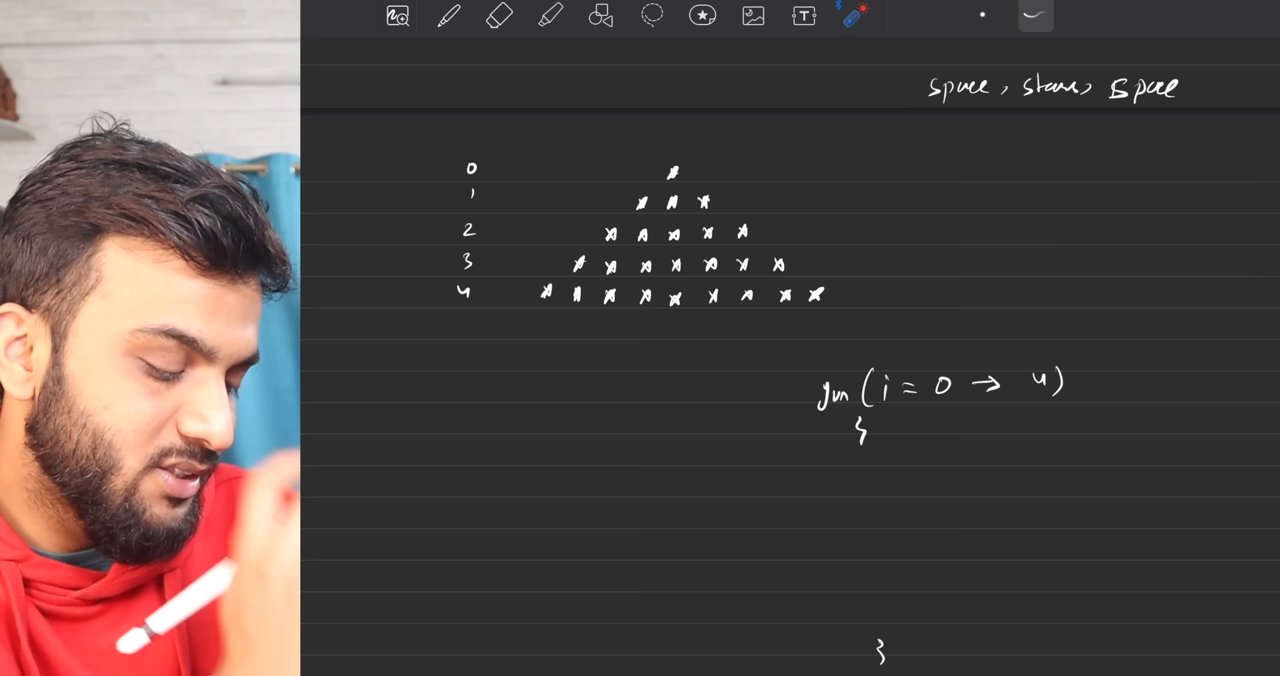 space, stars, space
0 *
1 * * *
2 * * * * *
3 * * * * * * *
4 * * * * * * * * *
for (i = 0 → 4)
{
}